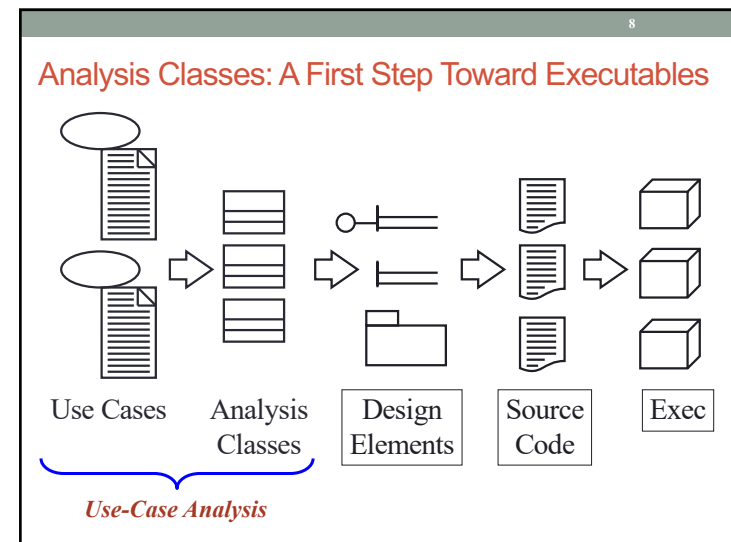 8
Analysis Classes: A First Step Toward Executables
Use Cases
Analysis
Classes
Design
Elements
Source
Code
Exec
Use-Case Analysis